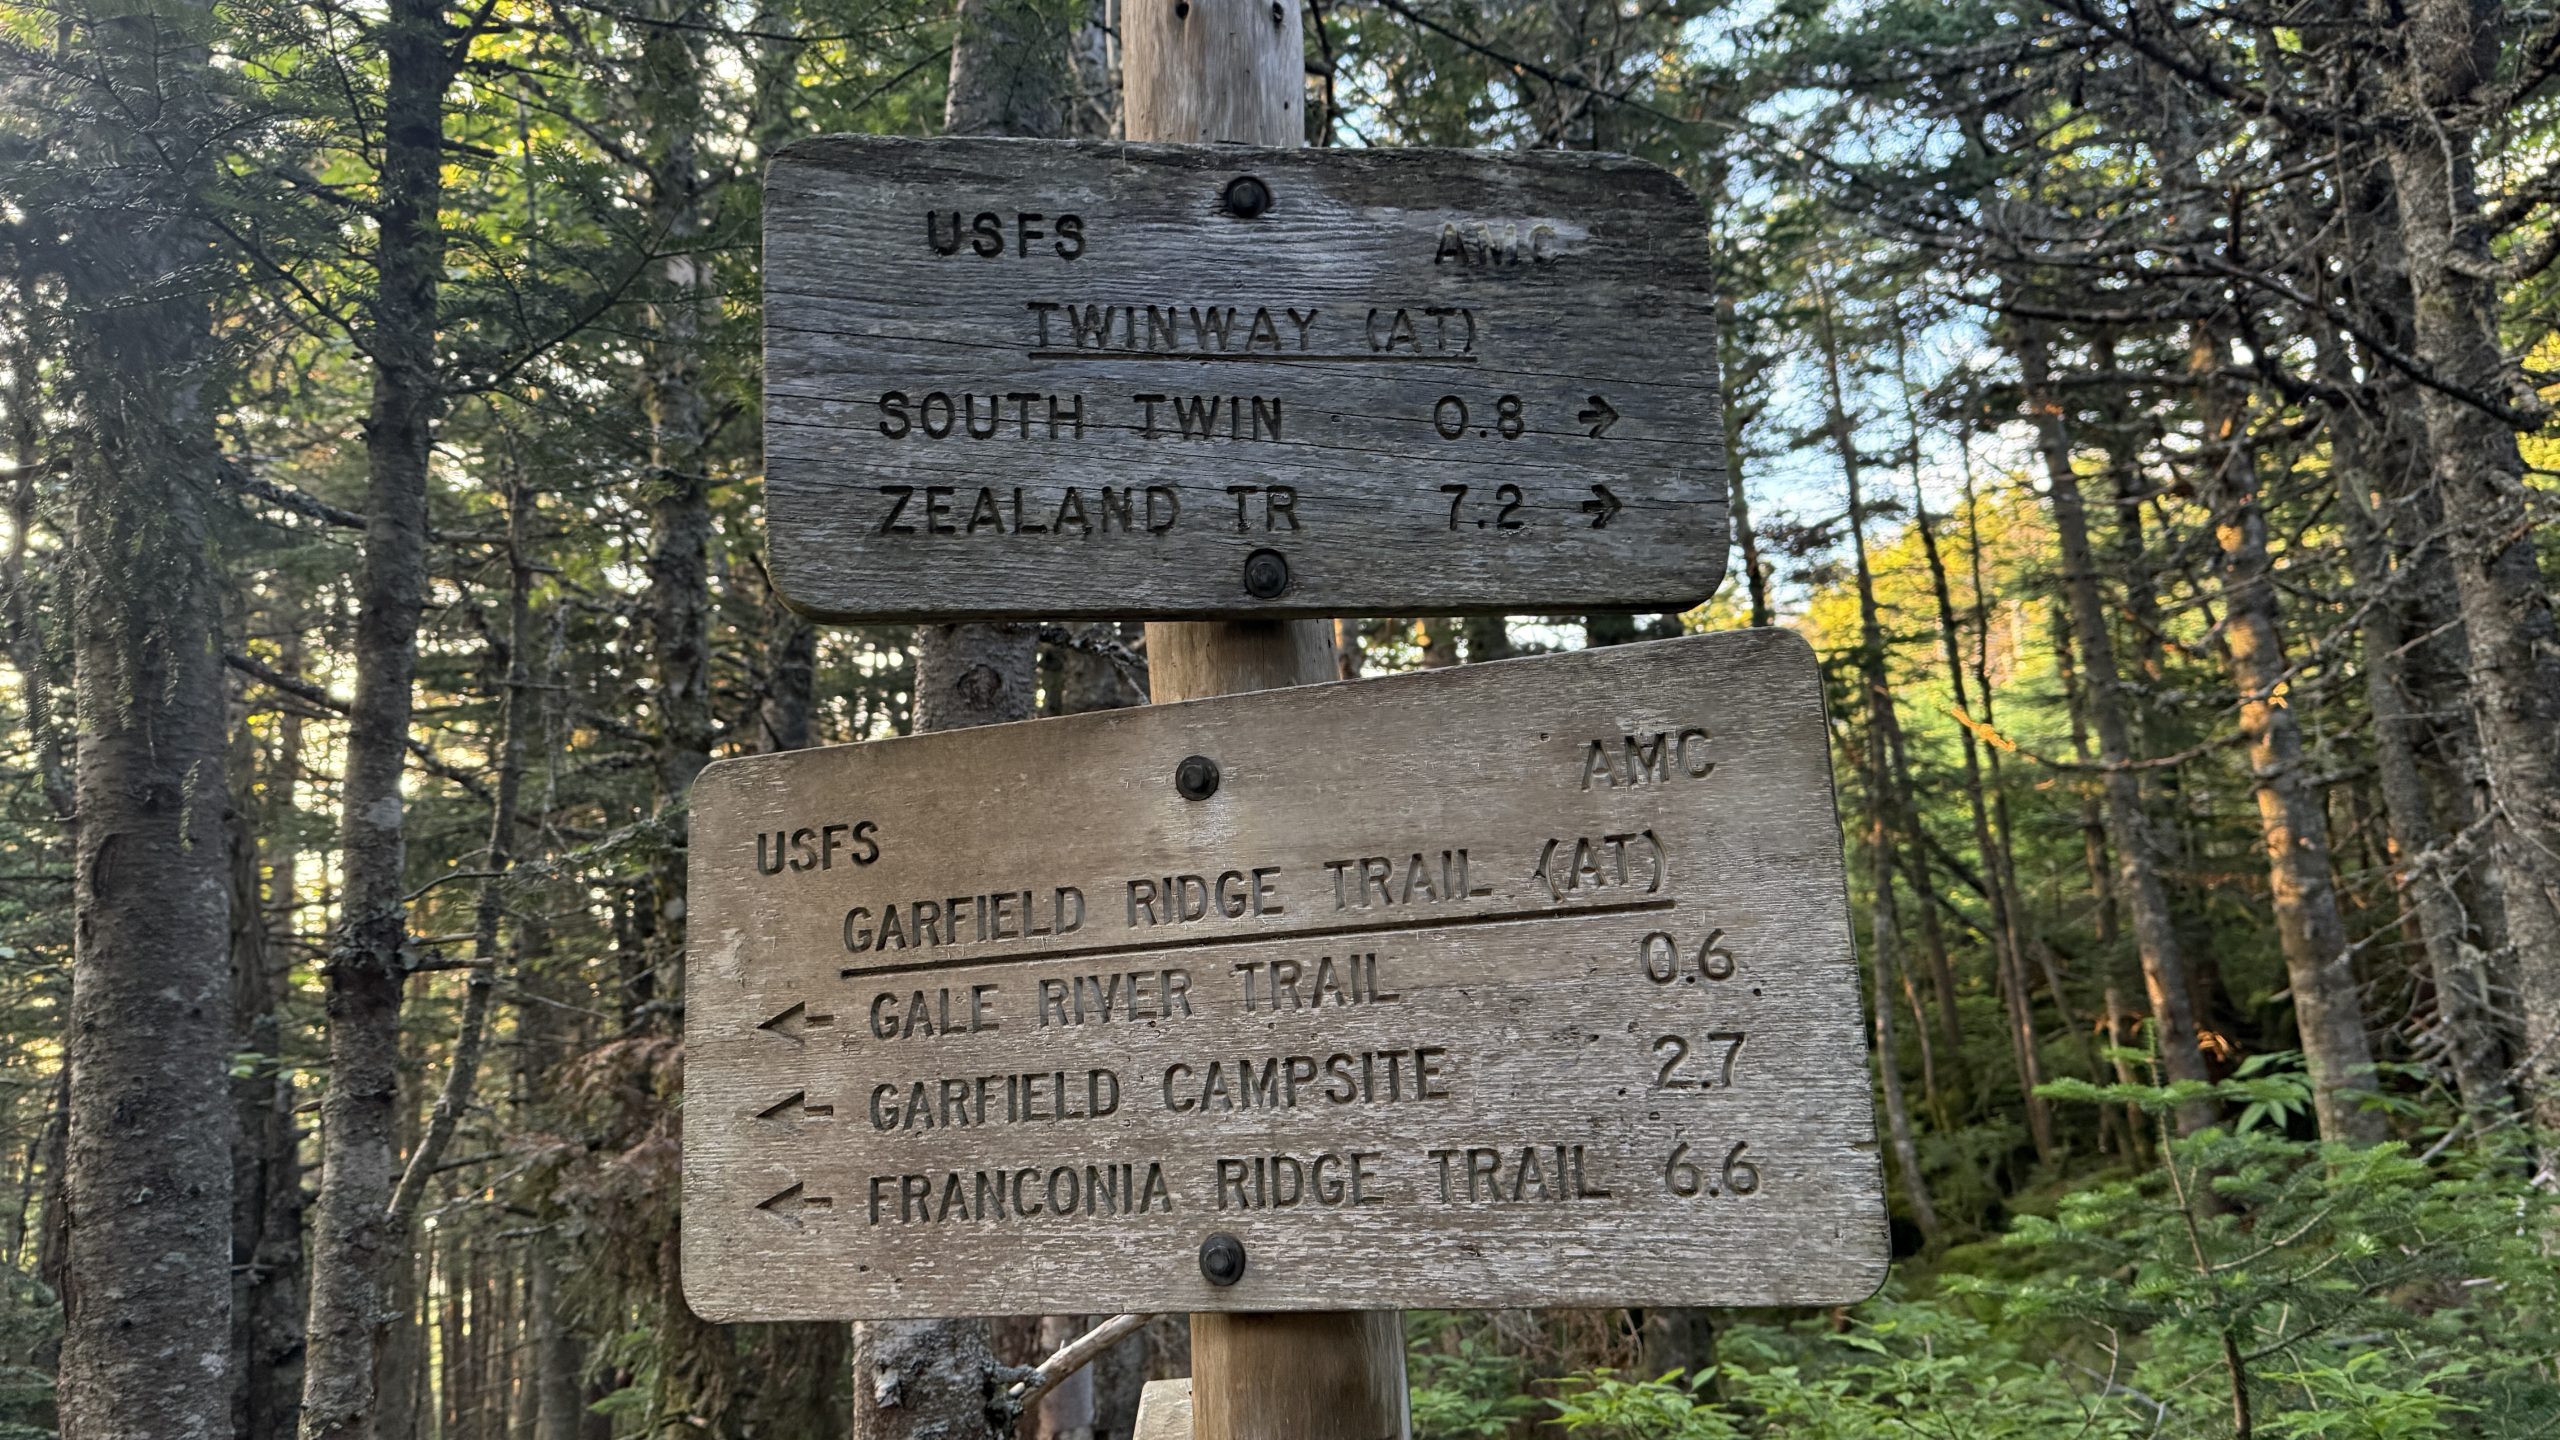 USFS AMC
TWINWAY (AT)
SOUTH TWIN 0.8 →
ZEALAND TR 7.2 →
AMC
USFS
GARFIELD RIDGE TRAIL (AT)
← GALE RIVER TRAIL 0.6
← GARFIELD CAMPSITE 2.7
← FRANCONIA RIDGE TRAIL 6.6